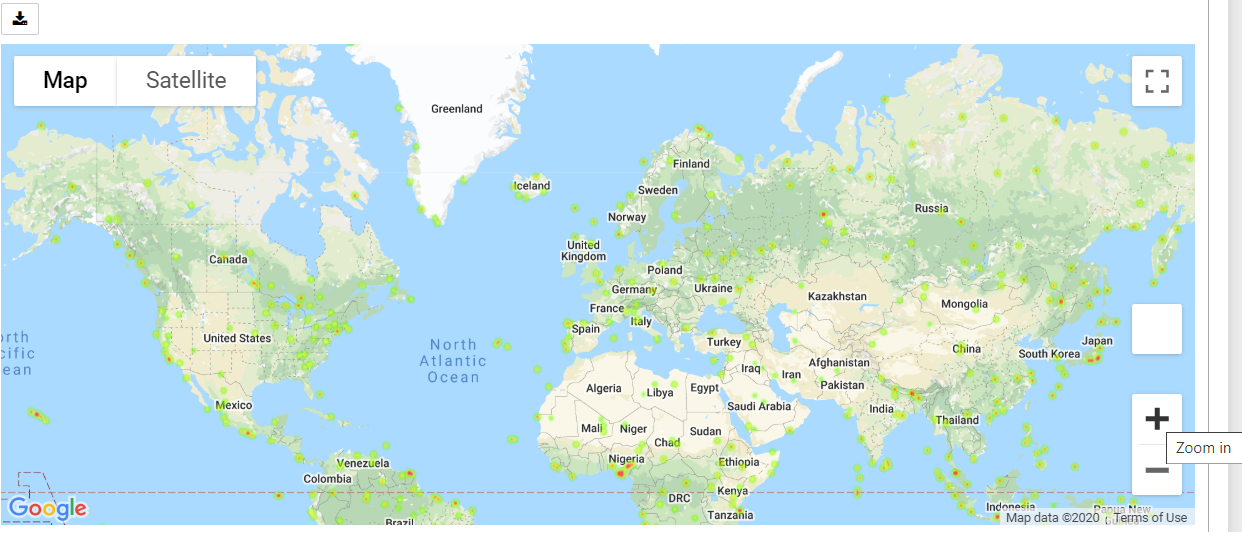 Map Satellite
Greenland
Iceland
Finland
Sweden
Norway
Russia
United
Kingdom
Canada
Poland
Germany
Ukraine
Kazakhstan
Mongolia
France
Italy
Spain
United States
North
Atlantic
Ocean
Turkey
China
South Korea
Japan
Iraq
Iran
Afghanistan
Pakistan
Algeria
Libya
Egypt
Saudi Arabia
India
Mexico
Mali
Niger
Chad
Sudan
Thailand
Zoom in
Venezuela
Colombia
Nigeria
Ethiopia
DRC
Kenya
Tanzania
Indonesia
Papua New
Guinea
Brazil
Google
Map data ©2020
Terms of Use